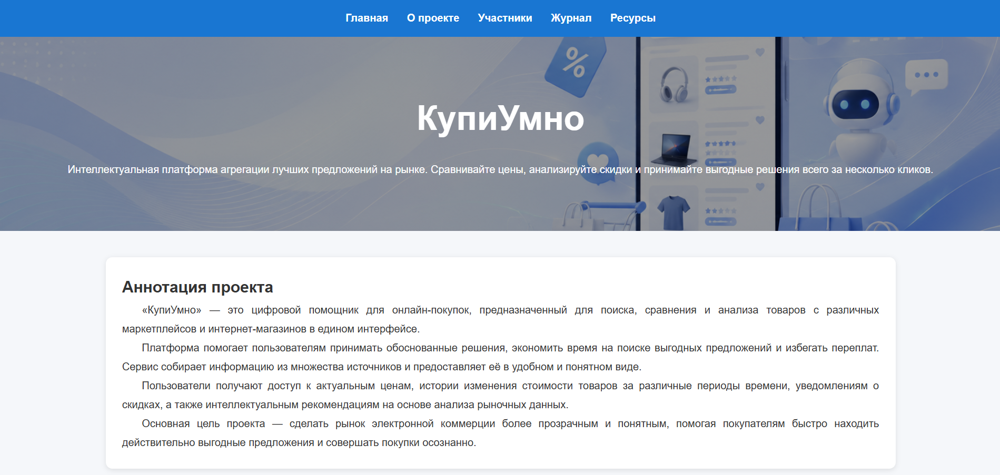 Главная О проекте Участники Журнал Ресурсы
%
КупиУмно
Интеллектуальная платформа агрегации лучших предложений на рынке. Сравнивайте цены, анализируйте скидки и принимайте выгодные решения всего за несколько кликов.
Аннотация проекта
«КупиУмно» — это цифровой помощник для онлайн-покупок, предназначенный для поиска, сравнения и анализа товаров с различных
маркетплейсов и интернет-магазинов в едином интерфейсе.
Платформа помогает пользователям принимать обоснованные решения, экономить время на поиске выгодных предложений и избегать переплат.
Сервис собирает информацию из множества источников и предоставляет её в удобном и понятном виде.
Пользователи получают доступ к актуальным ценам, истории изменения стоимости товаров за различные периоды времени, уведомлениям о
скидках, а также интеллектуальным рекомендациям на основе анализа рыночных данных.
Основная цель проекта — сделать рынок электронной коммерции более прозрачным и понятным, помогая покупателям быстро находить
действительно выгодные предложения и совершать покупки осознанно.